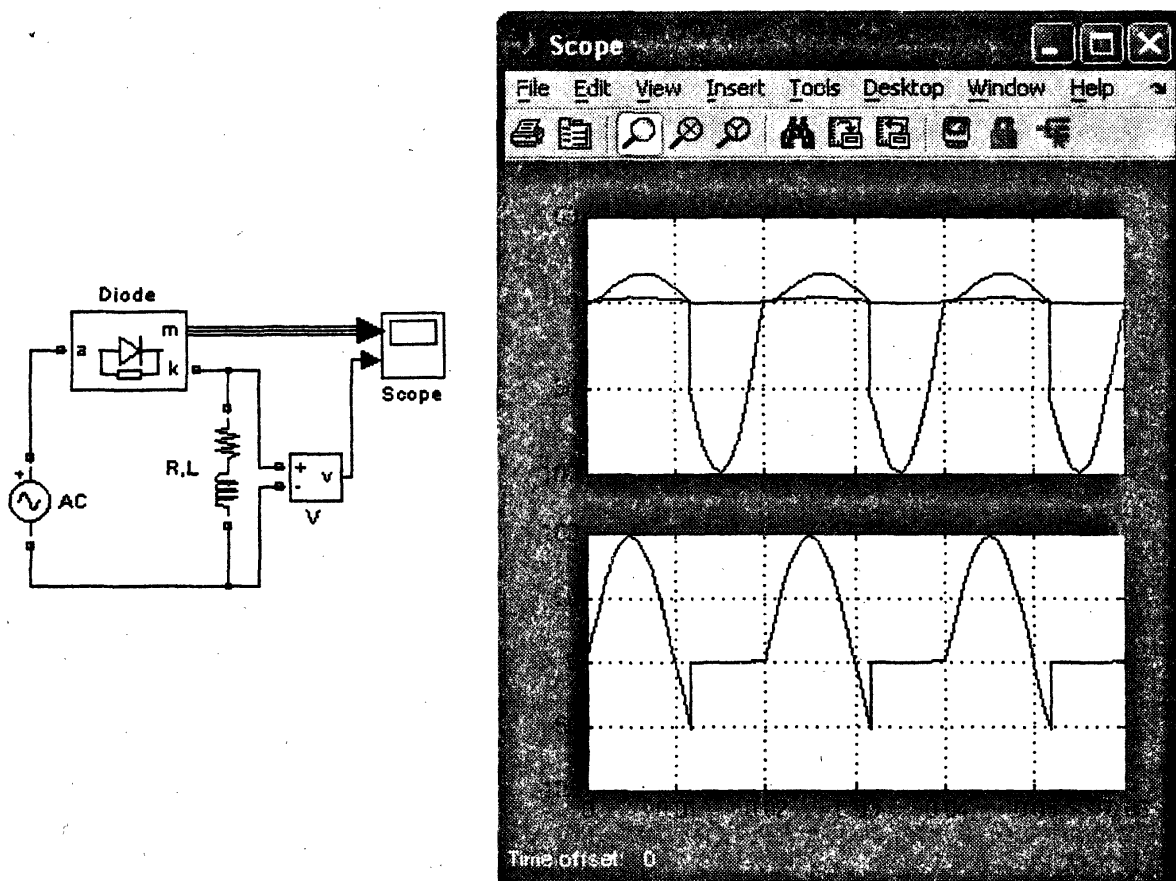 Scope
File Edit View Insert Tools Desktop Window Help
Diode
a
m
k
Scope
R,L
+
-
v
V
+
AC
Time offset: 0